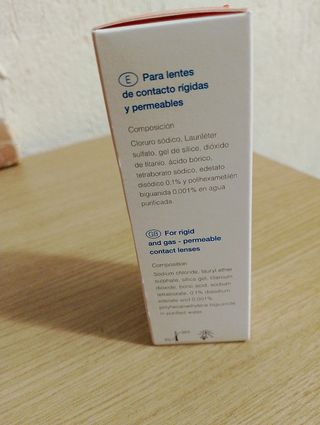 E Para lentes
de contacto rígidas
y permeables
Composición
Cloruro sódico, Lauriléter
sulfato, gel de sílice, dióxido
de titanio, ácido bórico,
tetraborato sódico, edetato
disódico 0.1% y polihexametilén
biguanida 0,001% en agua
purificada.
GB For rigid
and gas - permeable
contact lenses
Composition
Sodium chloride, lauryl ether
sulphate, silica gel, titanium
dioxide, boric acid, sodium
tetraborate, 0.1% disodium
edetate and 0.001%
polyhexamethylene biguanide
in purified water